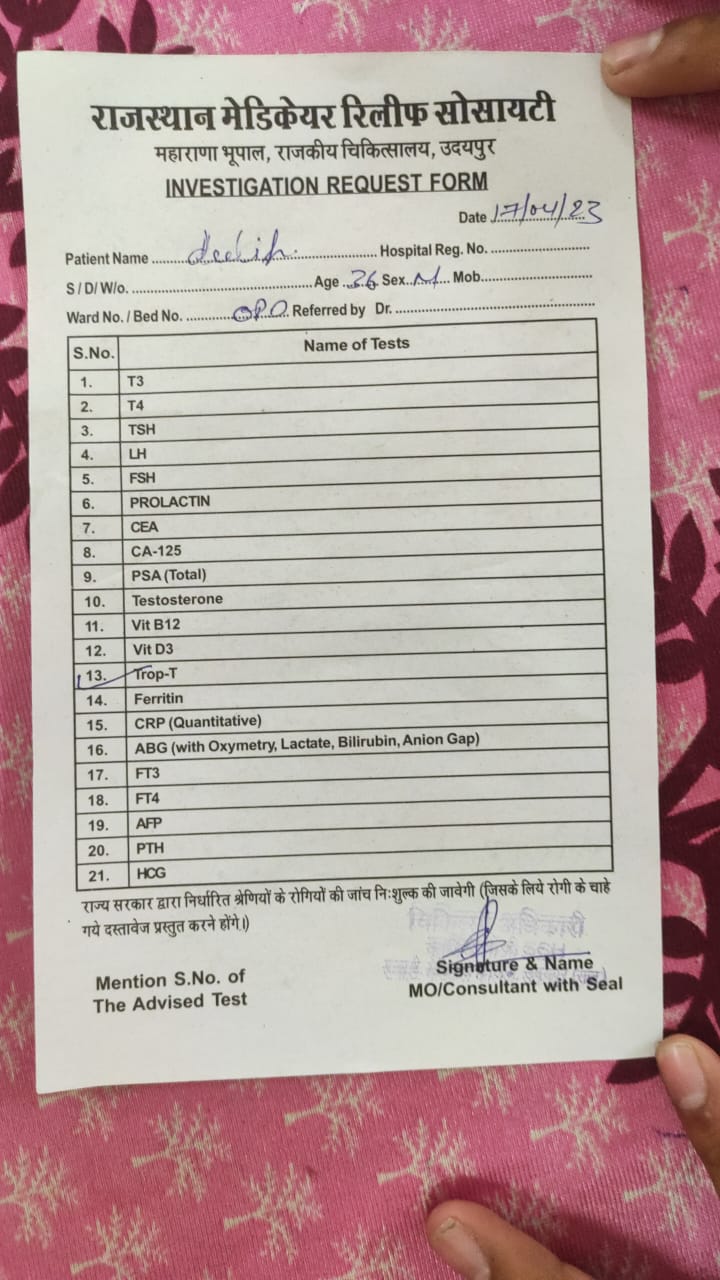 राजस्थान मेडिकेयर रिलीफ सोसायटी
महाराणा भूपाल, राजकीय चिकित्सालय, उदयपुर
INVESTIGATION REQUEST FORM
Date 17/04/23
Patient Name ............................ Hospital Reg. No. ......................
S / D/ W/o. .......................................... Age 36 Sex M Mob..........................
Ward No. / Bed No. ............ OPD Referred by Dr. ..........................................
S.No. Name of Tests
1. T3
2. T4
3. TSH
4. LH
5. FSH
6. PROLACTIN
7. CEA
8. CA-125
9. PSA (Total)
10. Testosterone
11. Vit B12
12. Vit D3
13. Trop-T
14. Ferritin
15. CRP (Quantitative)
16. ABG (with Oxymetry, Lactate, Bilirubin, Anion Gap)
17. FT3
18. FT4
19. AFP
20. PTH
21. HCG
राज्य सरकार द्वारा निर्धारित श्रेणियों के रोगियों की जांच निःशुल्क की जावेगी (जिसके लिये रोगी के चाहे
गये दस्तावेज प्रस्तुत करने होंगे।)
चिकित्सा अधिकारी
Mention S.No. of
The Advised Test
Signature & Name
MO/Consultant with Seal